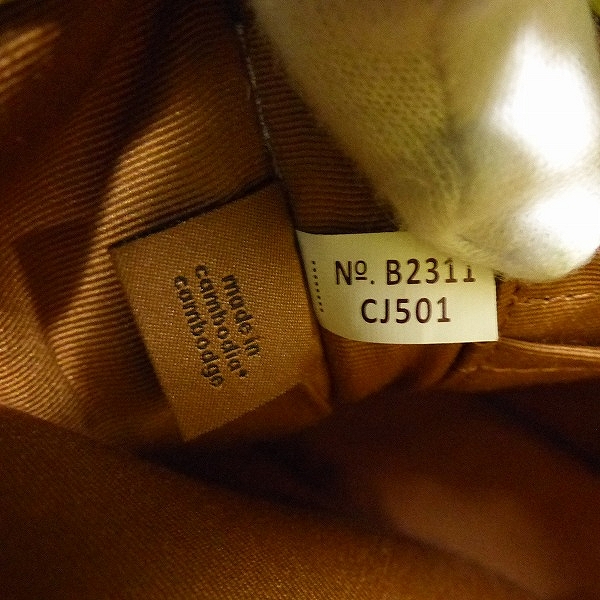 made in
cambodia•
cambodge
Nº. B2311
CJ501